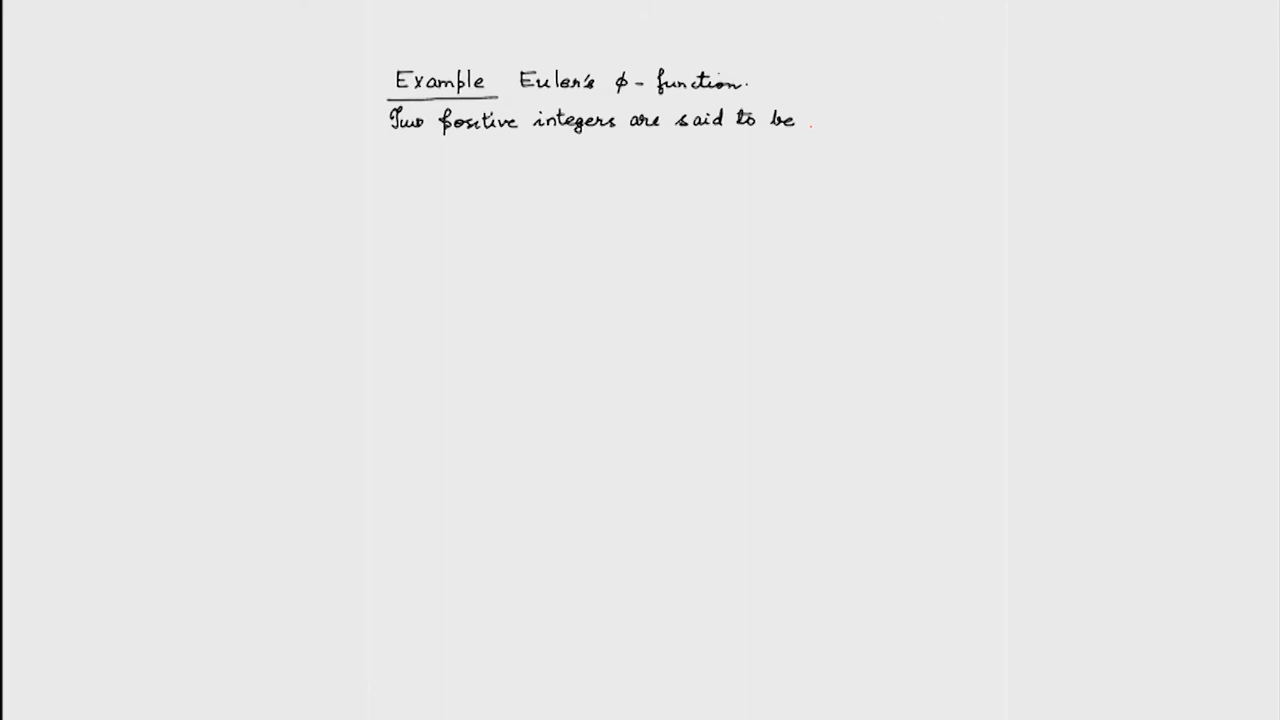 Example Euler's ϕ - function.
Two positive integers are said to be